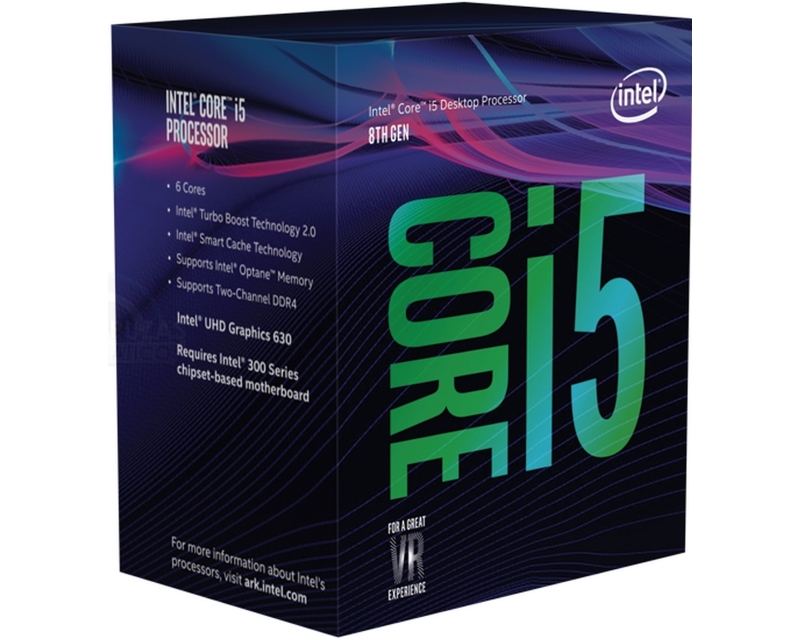 INTEL® CORE™ i5
PROCESSOR
• 6 Cores
• Intel® Turbo Boost Technology 2.0
• Intel® Smart Cache Technology
• Supports Intel® Optane™ Memory
• Supports Two-Channel DDR4
Intel® UHD Graphics 630
Requires Intel® 300 Series
chipset-based motherboard
For more information about Intel's
processors, visit ark.intel.com
Intel® Core™ i5 Desktop Processor
8TH GEN
intel®
CORE i5
FOR A GREAT
VR
EXPERIENCE